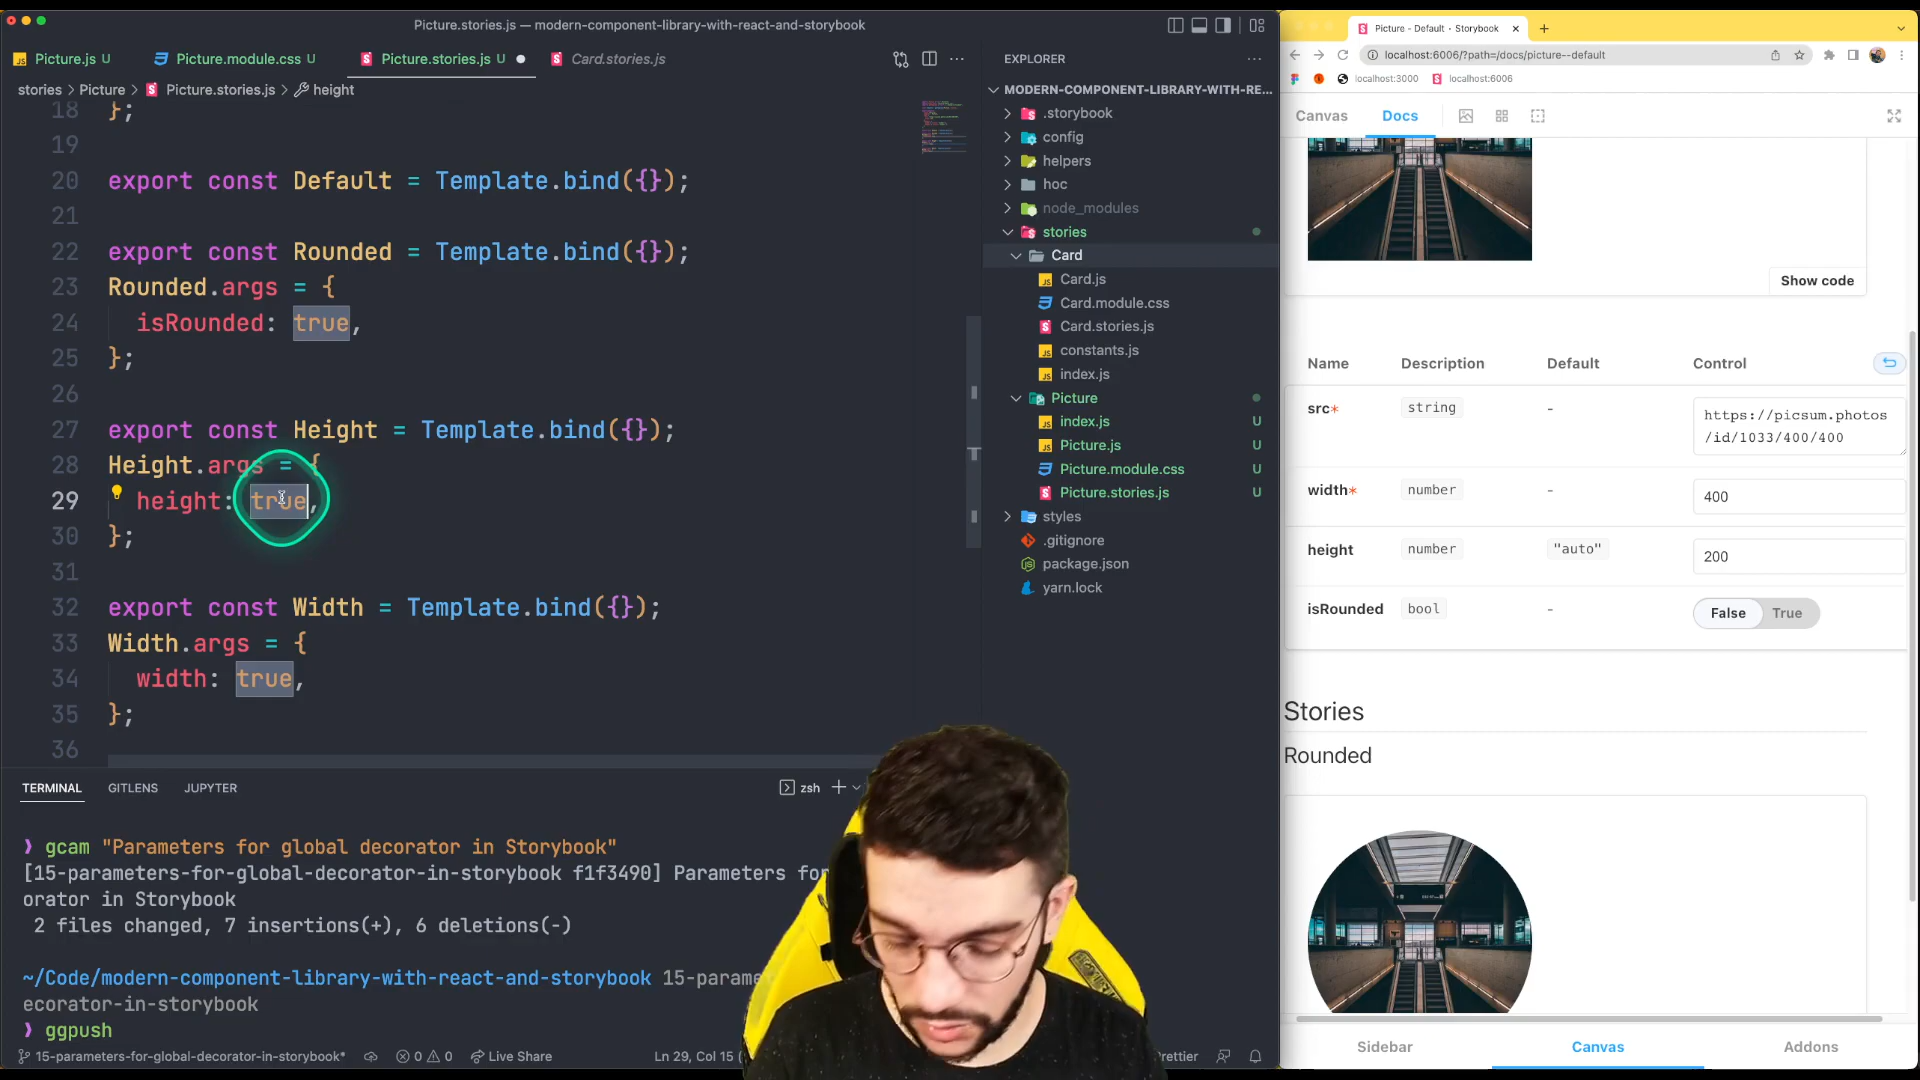 Picture.stories.js — modern-component-library-with-react-and-storybook
Picture.js U
Picture.module.css U
Picture.stories.js U
Card.stories.js
stories > Picture > Picture.stories.js > height
18 };
19
20 export const Default = Template.bind({});
21
22 export const Rounded = Template.bind({});
23 Rounded.args = {
24 isRounded: true,
25 };
26
27 export const Height = Template.bind({});
28 Height.args = {
29 height: true,
30 };
31
32 export const Width = Template.bind({});
33 Width.args = {
34 width: true,
35 };
36
TERMINAL GITLENS JUPYTER
zsh
❯ gcam "Parameters for global decorator in Storybook"
[15-parameters-for-global-decorator-in-storybook f1f3490] Parameters for
orator in Storybook
2 files changed, 7 insertions(+), 6 deletions(-)
~/Code/modern-component-library-with-react-and-storybook 15-parame
ecorator-in-storybook
❯ ggpush
15-parameters-for-global-decorator-in-storybook* 0 0 Live Share Ln 29, Col 15 ( Prettier
EXPLORER
MODERN-COMPONENT-LIBRARY-WITH-RE...
.storybook
config
helpers
hoc
node_modules
stories
Card
Card.js
Card.module.css
Card.stories.js
constants.js
index.js
Picture
index.js U
Picture.js U
Picture.module.css U
Picture.stories.js U
styles
.gitignore
package.json
yarn.lock
Picture - Default · Storybook
localhost:6006/?path=/docs/picture--default
localhost:3000 localhost:6006
Canvas Docs
Show code
Name Description Default Control
src* string - https://picsum.photos
/id/1033/400/400
width* number - 400
height number "auto" 200
isRounded bool - False True
Stories
Rounded
Sidebar Canvas Addons